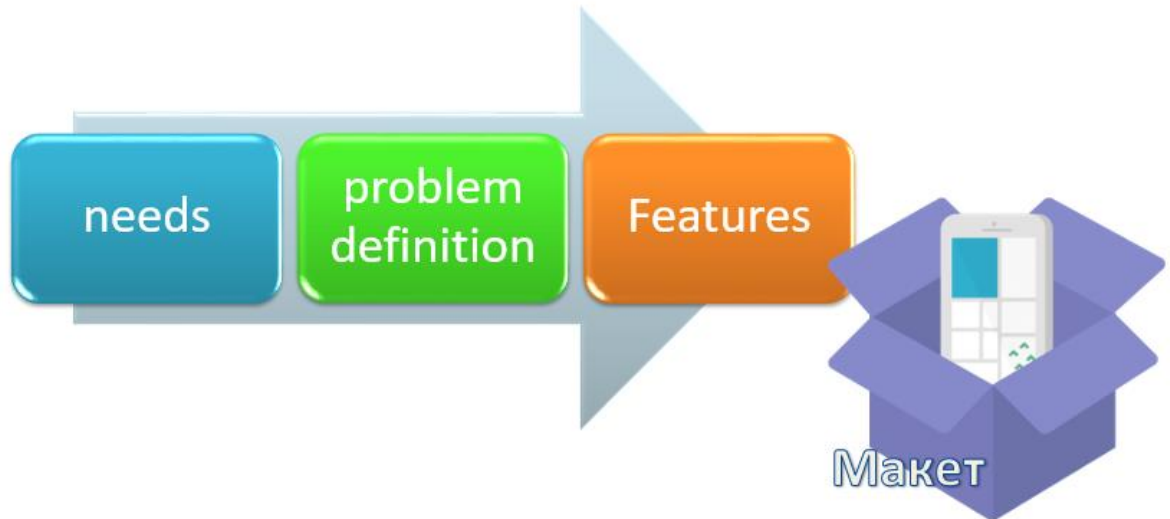 needs
problem
definition
Features
Макет